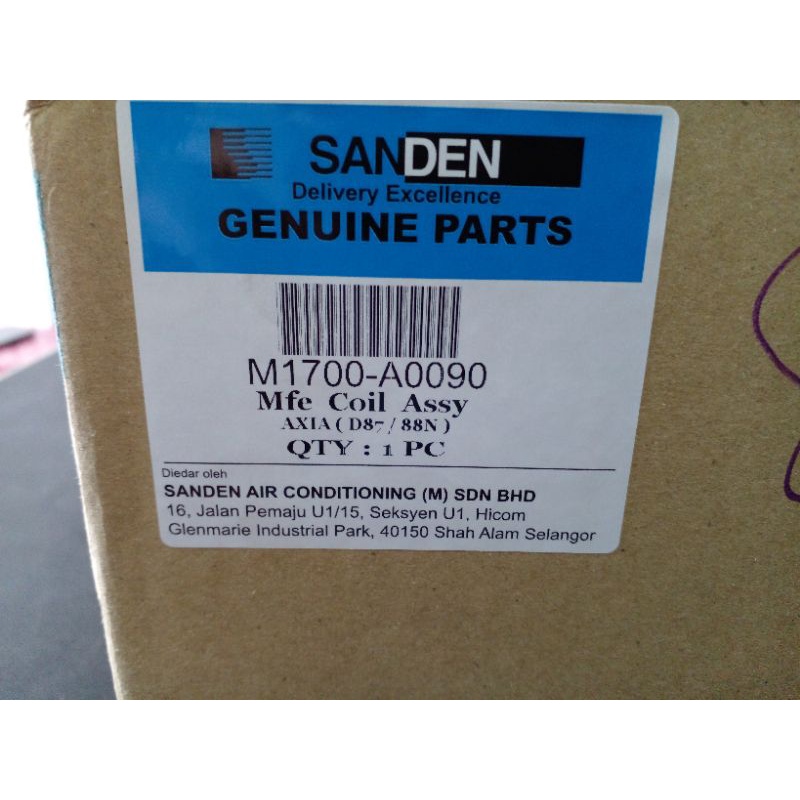 SANDEN
Delivery Excellence
GENUINE PARTS
M1700-A0090
Mfe Coil Assy
AXIA ( D87 / 88N )
QTY : 1 PC
Diedar oleh
SANDEN AIR CONDITIONING (M) SDN BHD
16, Jalan Pemaju U1/15, Seksyen U1, Hicom
Glenmarie Industrial Park, 40150 Shah Alam Selangor